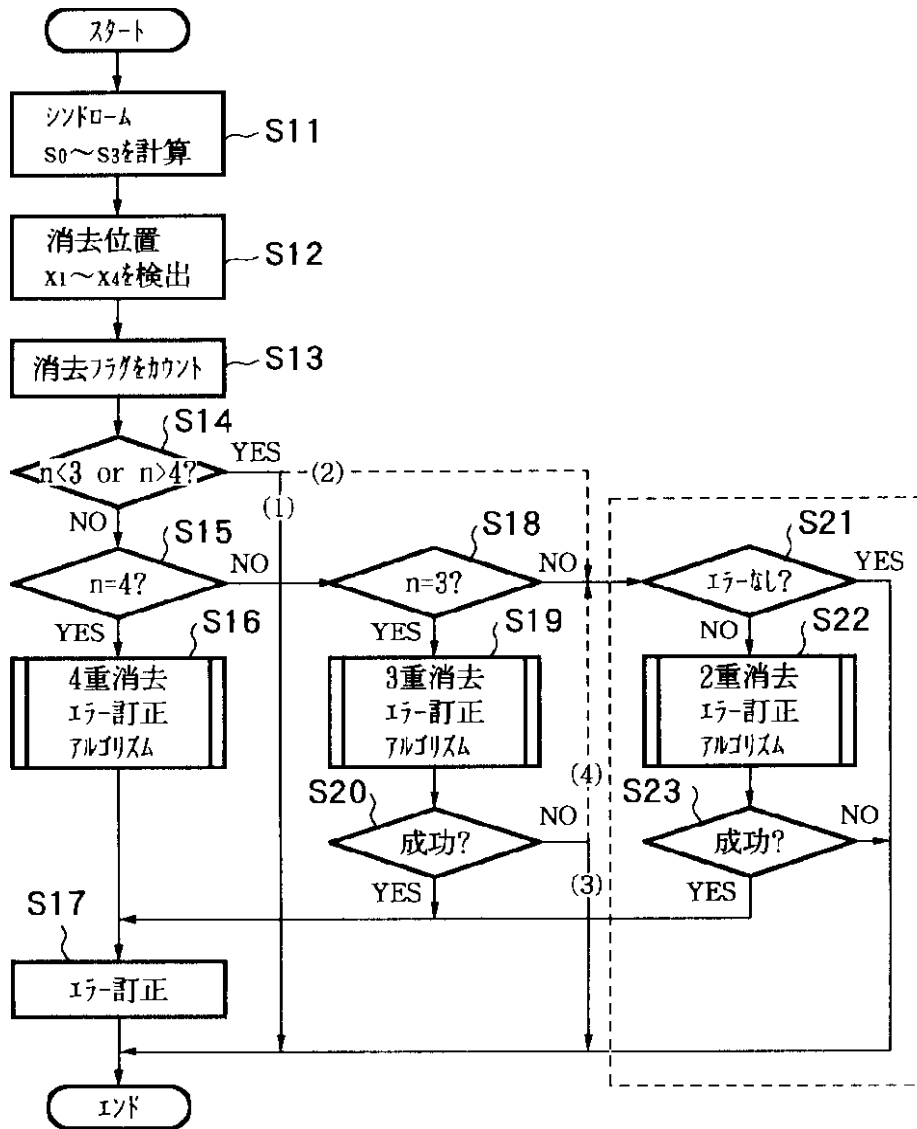 スタート
シンドローム
S0～S3を計算
S11
消去位置
X1～X4を検出
S12
消去フラグをカウント
S13
S14
n<3 or n>4?
YES
(2)
(1)
NO
S15
n=4?
NO
YES
S18
n=3?
NO
YES
S21
エラーなし?
YES
NO
S16
4重消去
エラー訂正
アルゴリズム
S19
3重消去
エラー訂正
アルゴリズム
S22
2重消去
エラー訂正
アルゴリズム
(4)
S20
成功?
NO
YES
(3)
S23
成功?
NO
YES
S17
エラー訂正
エンド